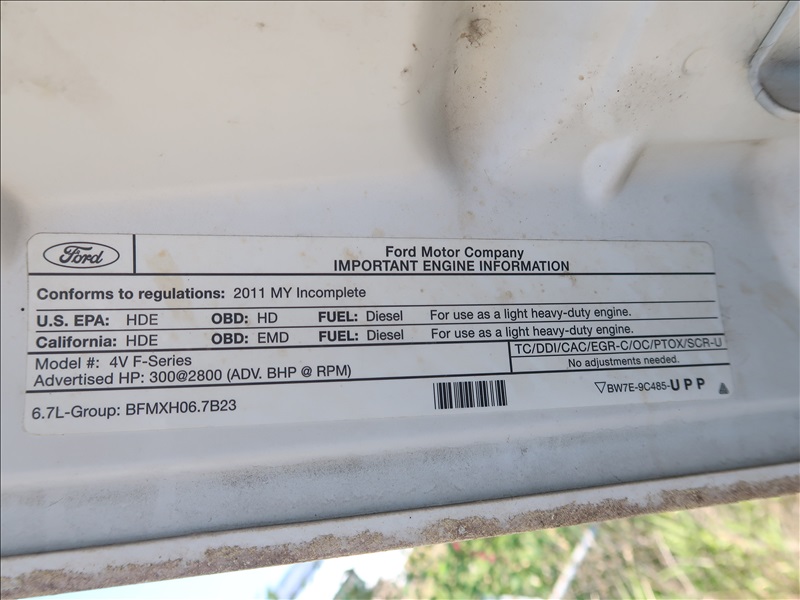 Ford
Ford Motor Company
IMPORTANT ENGINE INFORMATION
Conforms to regulations: 2011 MY Incomplete
U.S. EPA: HDE OBD: HD FUEL: Diesel For use as a light heavy-duty engine.
California: HDE OBD: EMD FUEL: Diesel For use as a light heavy-duty engine.
Model #: 4V F-Series
TC/DDI/CAC/EGR-C/OC/PTOX/SCR-U
Advertised HP: 300@2800 (ADV. BHP @ RPM)
No adjustments needed.
6.7L-Group: BFMXH06.7B23
BW7E-9C485-UPP